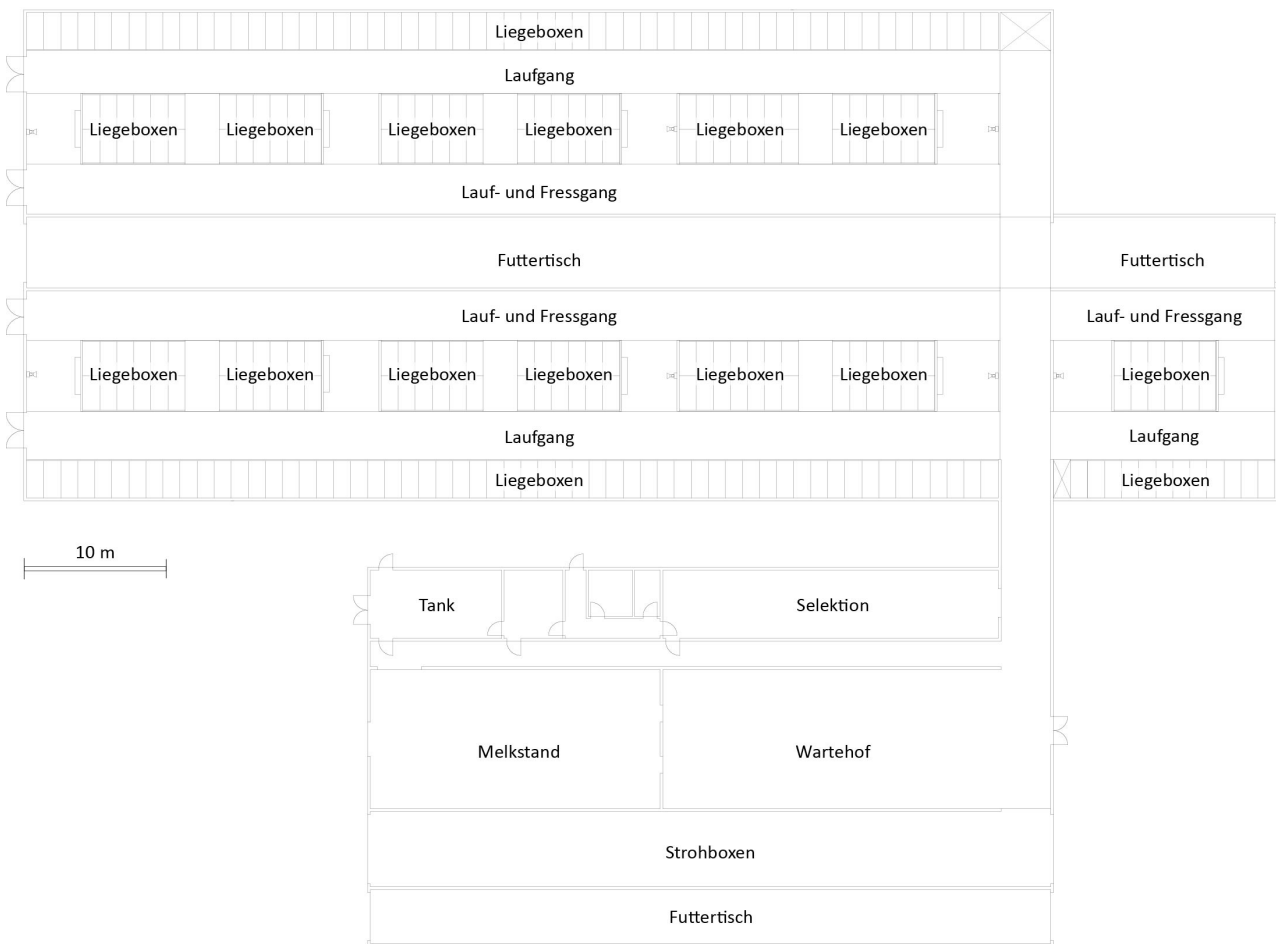 Liegeboxen
Laufgang
Liegeboxen
Liegeboxen
Liegeboxen
Liegeboxen
Liegeboxen
Liegeboxen
Lauf- und Fressgang
Futtertisch
Futtertisch
Lauf- und Fressgang
Lauf- und Fressgang
Liegeboxen
Liegeboxen
Liegeboxen
Liegeboxen
Liegeboxen
Liegeboxen
Liegeboxen
Laufgang
Laufgang
Liegeboxen
Liegeboxen
10 m
Tank
Selektion
Melkstand
Wartehof
Strohboxen
Futtertisch